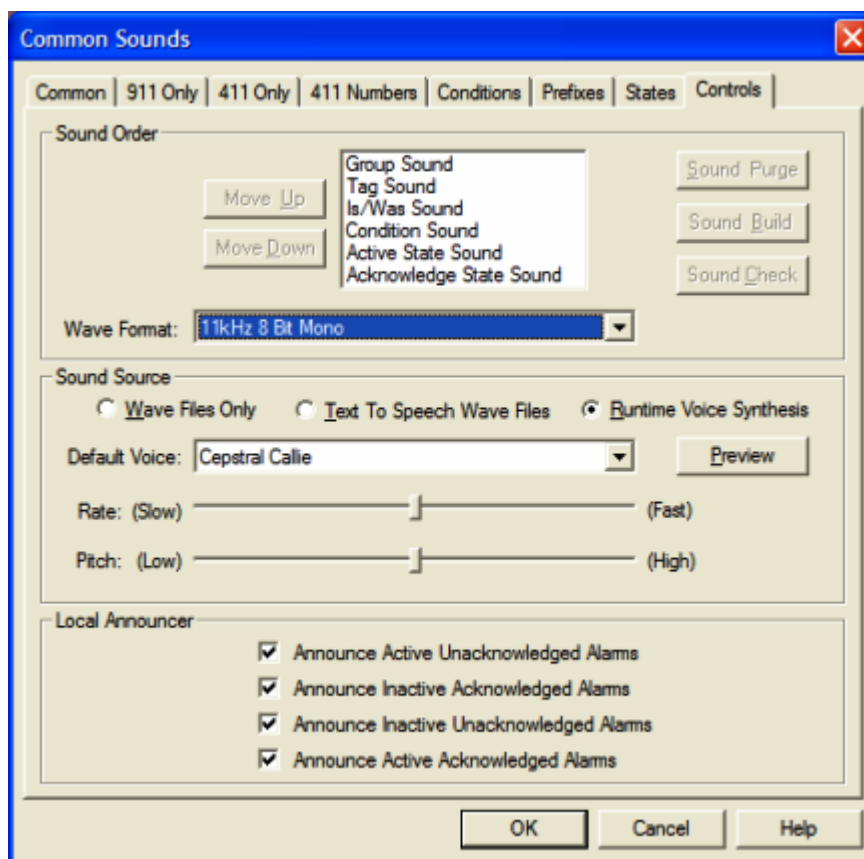 Common Sounds
Common 911 Only 411 Only 411 Numbers Conditions Prefixes States Controls
Sound Order
Move Up
Move Down
Group Sound
Tag Sound
Is/Was Sound
Condition Sound
Active State Sound
Acknowledge State Sound
Sound Purge
Sound Build
Sound Check
Wave Format: 11kHz 8 Bit Mono
Sound Source
Wave Files Only Text To Speech Wave Files Runtime Voice Synthesis
Default Voice: Cepstral Callie Preview
Rate: (Slow) (Fast)
Pitch: (Low) (High)
Local Announcer
Announce Active Unacknowledged Alarms
Announce Inactive Acknowledged Alarms
Announce Inactive Unacknowledged Alarms
Announce Active Acknowledged Alarms
OK Cancel Help